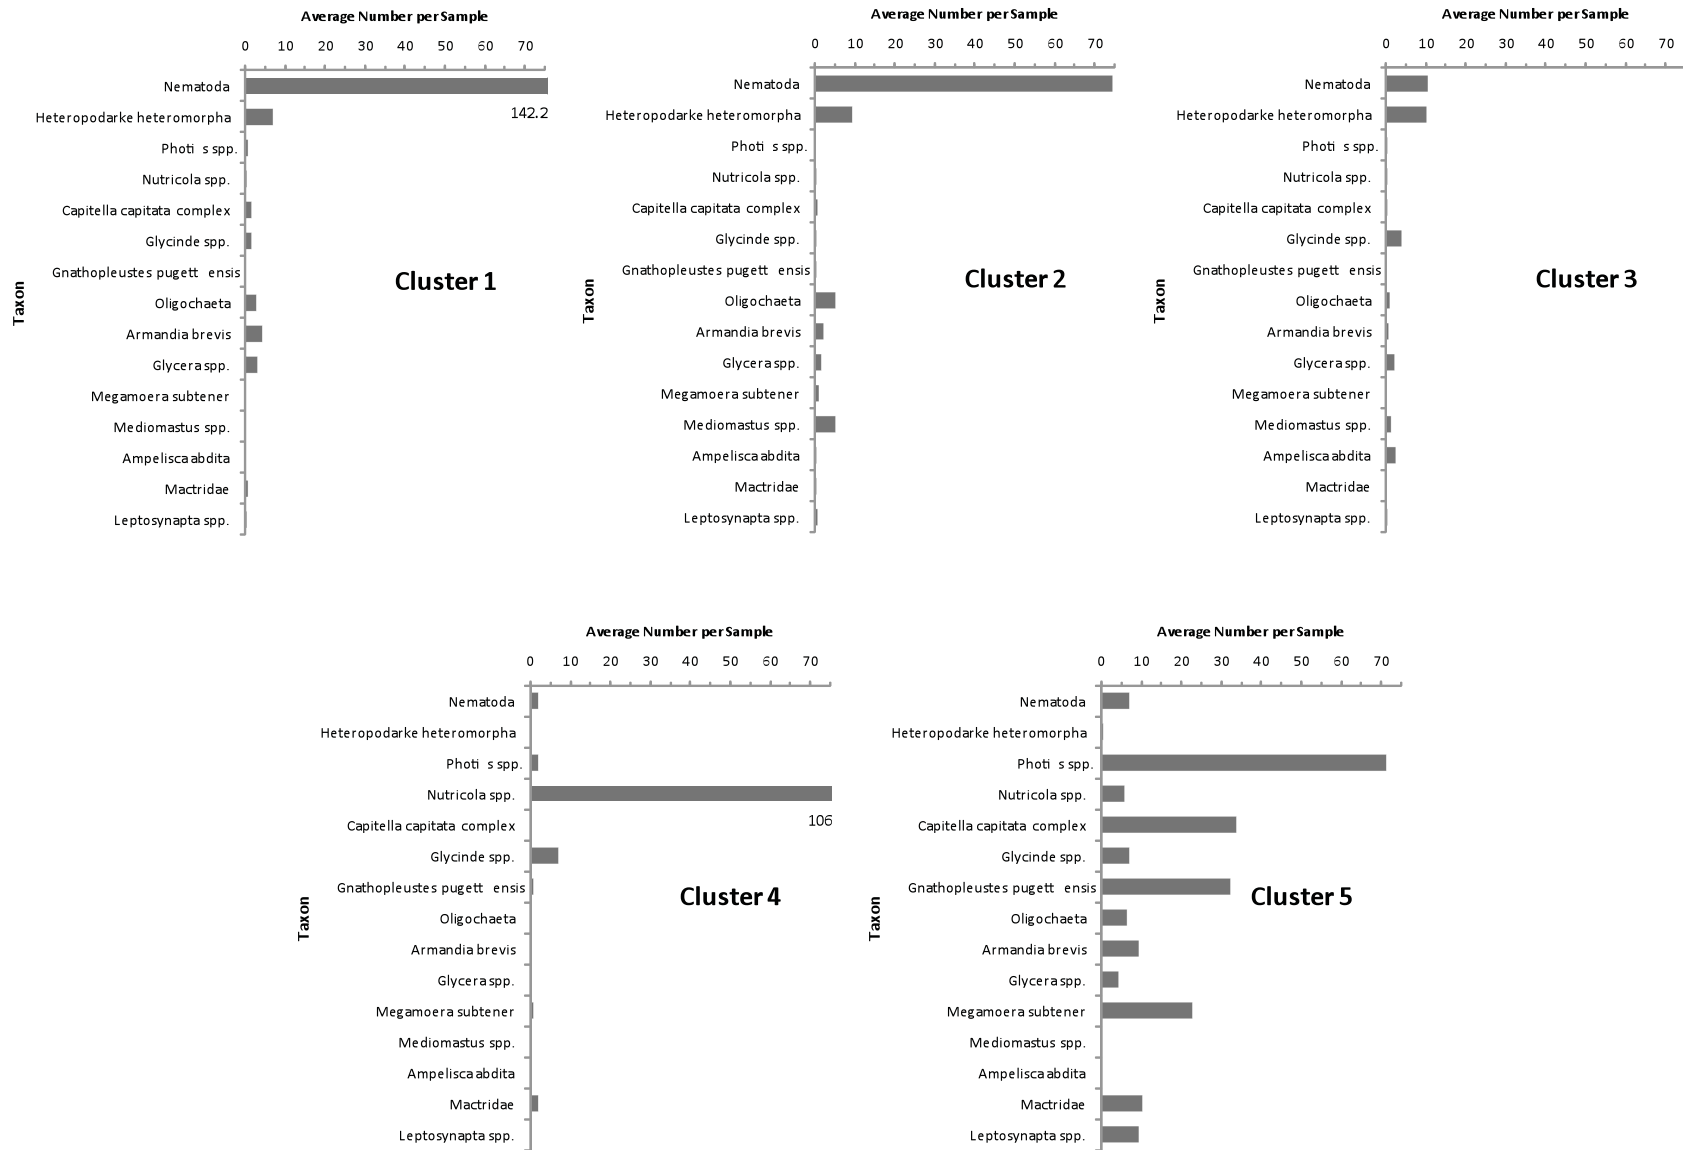 Average Number per Sample
0 10 20 30 40 50 60 70
Nematoda
142.2
Heteropodarke heteromorpha
Photi s spp.
Nutricola spp.
Capitella capitata complex
Glycinde spp.
Gnathopleustes pugett ensis
Cluster 1
Oligochaeta
Taxon
Armandia brevis
Glycera spp.
Megamoera subtener
Mediomastus spp.
Ampelisca abdita
Mactridae
Leptosynapta spp.
Average Number per Sample
0 10 20 30 40 50 60 70
Nematoda
Heteropodarke heteromorpha
Photi s spp.
Nutricola spp.
Capitella capitata complex
Glycinde spp.
Gnathopleustes pugett ensis
Cluster 2
Oligochaeta
Taxon
Armandia brevis
Glycera spp.
Megamoera subtener
Mediomastus spp.
Ampelisca abdita
Mactridae
Leptosynapta spp.
Average Number per Sample
0 10 20 30 40 50 60 70
Nematoda
Heteropodarke heteromorpha
Photi s spp.
Nutricola spp.
Capitella capitata complex
Glycinde spp.
Gnathopleustes pugett ensis
Cluster 3
Oligochaeta
Taxon
Armandia brevis
Glycera spp.
Megamoera subtener
Mediomastus spp.
Ampelisca abdita
Mactridae
Leptosynapta spp.
Average Number per Sample
0 10 20 30 40 50 60 70
Nematoda
Heteropodarke heteromorpha
Photi s spp.
Nutricola spp.
106
Capitella capitata complex
Glycinde spp.
Gnathopleustes pugett ensis
Cluster 4
Oligochaeta
Taxon
Armandia brevis
Glycera spp.
Megamoera subtener
Mediomastus spp.
Ampelisca abdita
Mactridae
Leptosynapta spp.
Average Number per Sample
0 10 20 30 40 50 60 70
Nematoda
Heteropodarke heteromorpha
Photi s spp.
Nutricola spp.
Capitella capitata complex
Glycinde spp.
Gnathopleustes pugett ensis
Cluster 5
Oligochaeta
Taxon
Armandia brevis
Glycera spp.
Megamoera subtener
Mediomastus spp.
Ampelisca abdita
Mactridae
Leptosynapta spp.